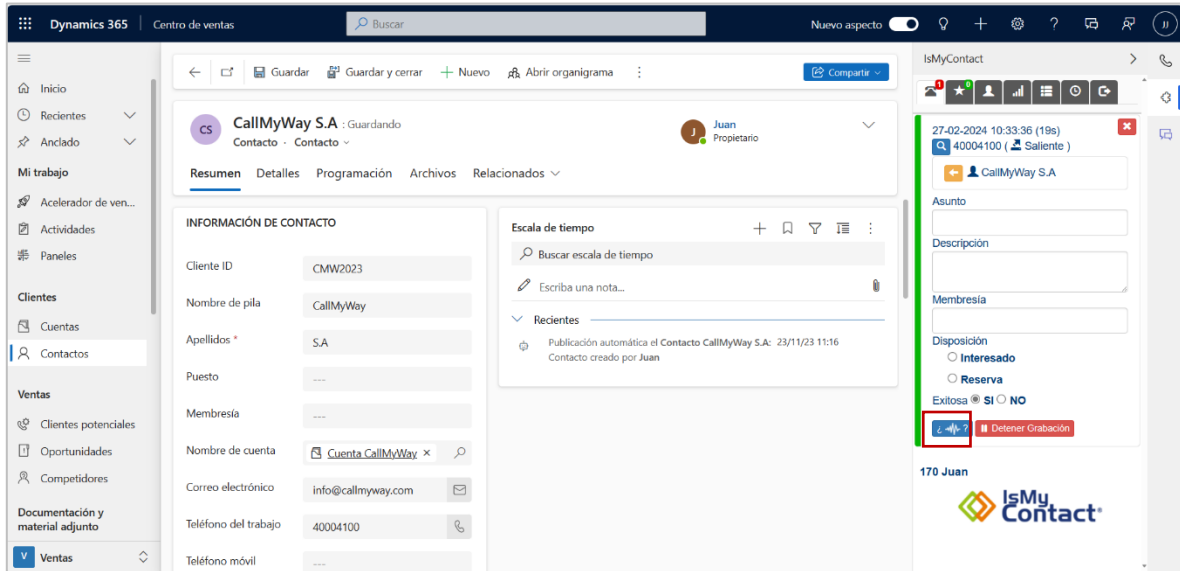 Dynamics 365
Centro de ventas
Buscar
Nuevo aspecto
JJ
Inicio
Recientes
Anclado
Mi trabajo
Acelerador de ven...
Actividades
Paneles
Clientes
Cuentas
Contactos
Ventas
Clientes potenciales
Oportunidades
Competidores
Documentación y
material adjunto
V Ventas
Guardar
Guardar y cerrar
Nuevo
Abrir organigrama
Compartir
CS
CallMyWay S.A : Guardando
Contacto · Contacto
J
Juan
Propietario
Resumen Detalles Programación Archivos Relacionados
INFORMACIÓN DE CONTACTO
Cliente ID CMW2023
Nombre de pila CallMyWay
Apellidos * S.A
Puesto ---
Membresía ---
Nombre de cuenta Cuenta CallMyWay ×
Correo electrónico info@callmyway.com
Teléfono del trabajo 40004100
Teléfono móvil ---
Escala de tiempo
Buscar escala de tiempo
Escriba una nota...
Recientes
Publicación automática el Contacto CallMyWay S.A: 23/11/23 11:16
Contacto creado por Juan
IsMyContact
1
0
27-02-2024 10:33:36 (19s)
40004100 ( Saliente )
CallMyWay S.A
Asunto
Descripción
Membresía
Disposición
Interesado
Reserva
Exitosa SI NO
¿ ?
Detener Grabación
170 Juan
IsMy
Contact